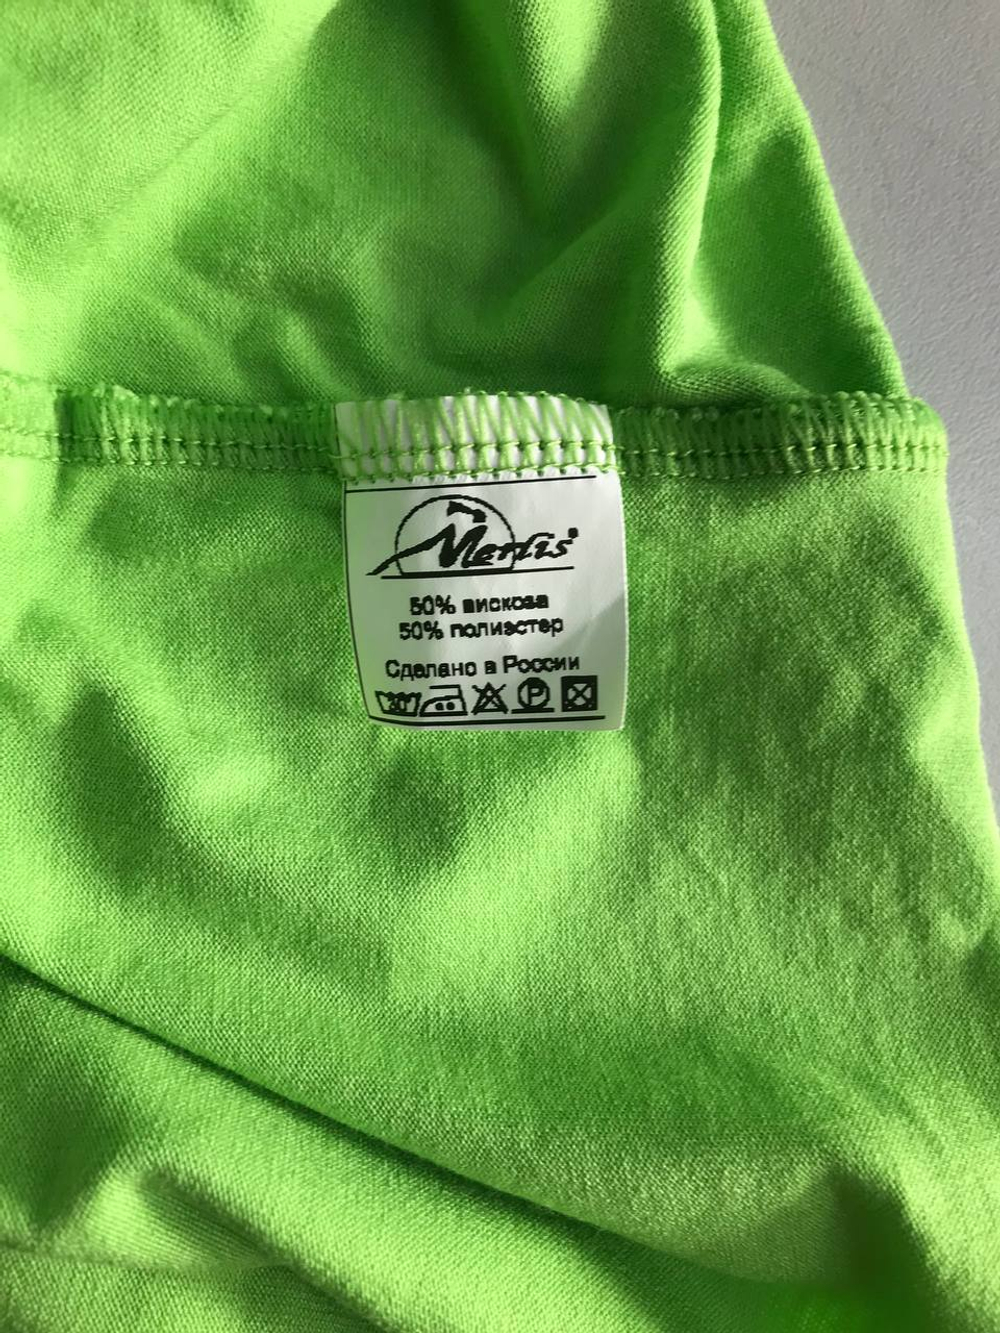 Merlis®
50% вискоза
50% полиэстер
Сделано в России
30
P